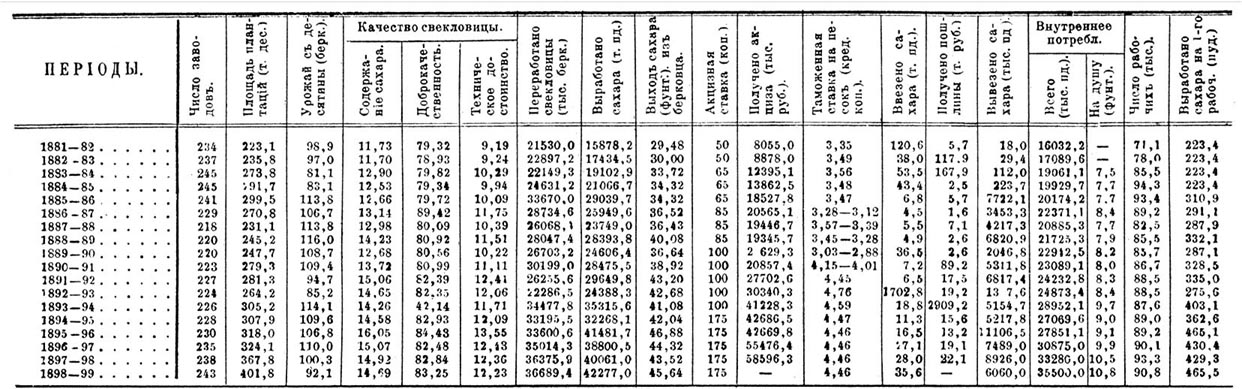 ПЕРІОДЫ. Число заводовъ. Площадь плантацій (т. дес.) Урожай съ десятины (берк.) Качество свекловицы. Содержаніе сахара. Доброкачественность. Техническое достоинство. Переработано свекловицы (тыс. берк.) Выработано сахара (т. пд.) Выходъ сахара (фунт.) изъ берковца. Акцизная ставка (коп.) Получено акциза (тыс. руб.). Таможенная ставка на песокъ (кред. коп.) Ввезено сахара (т. пд.). Получено пошлины (т. руб.) Вывезено сахара (тыс. пд) Внутреннее потребл. Всего (тыс. пд.) На душу (фунт.) Число рабочихъ (тыс.). Выработано сахара на 1-го рабоч. (пуд.)
1881—82 . . . . . . 234 223,1 98,9 11,73 79,32 9,19 21530,0 15878,2 29,48 50 8055,0 3,35 120,6 5,7 18,0 16032,2 — 71,1 223,4
1882 -83 . . . . . . 237 235,8 97,0 11,70 78,93 9,24 22897,2 17434,5 30,00 50 8878,0 3,49 38,0 117.9 29,4 17089,6 — 78,0 223,4
1883—84 . . . . . . 245 273,8 81,1 12,90 79,82 10,29 22149,3 19102,9 33,72 65 12395,1 3,56 53,5 167,9 112,0 19061,1 7,5 85,5 223,4
1884—85 . . . . . . 245 291,7 83,1 12,53 79,34 9,94 24631,2 21066,7 34,32 65 13862,5 3,48 43,4 2,5 223,7 19929,7 7,7 94,3 223,4
1885—86 . . . . . . 241 299,5 113,8 12,66 79,72 10,09 33670,0 29039,7 34,32 65 18527,8 3,47 6,8 5,7 7722,1 20174,2 7,7 93,4 310,9
1886 -87 . . . . . . 229 270,8 106,7 13,14 89,42 11,75 28734,6 25949,6 36,52 85 20565,1 3,28—3,12 4,5 1,6 3453,3 22371,1 8,4 89,2 291,1
1887—88 . . . . . . 218 231,1 113,8 12,98 80,09 10,39 26068,1 23749,0 36,43 85 19446,7 3,57—3,39 5,5 7,1 4217,3 20885,3 7,7 82,5 287,9
1888—89 . . . . . . 220 245,2 116,0 14,23 80,92 11,51 28047,4 28393,8 40,08 85 19345,7 3,45—3,28 4,9 2,6 6820,9 21725,3 7,9 85,5 332,1
1889—90 . . . . . . 220 247,7 108,7 12,68 80,56 10,22 26703,2 24606,4 36,64 100 2 629,3 3,03—2,88 36,5 2,6 2046,8 22912,5 8,2 85,7 287,1
1890—91 . . . . . . 223 279,3 109,4 13,72 80,99 11,11 30199,0 28475,5 38,92 100 20857,4 4,15—4,01 7,2 89,2 5311,8 23089,1 8,0 86,7 328,5
1891—92 . . . . . . 227 281,3 94,7 15,06 82,39 12,41 26255,6 29649,8 43,20 100 27702,6 4,45 6,5 17,5 6817,4 24232,8 8,3 88,5 335,0
1892—93 . . . . . . 224 264,2 85,2 14,65 82,35 12,06 22286,5 24388,3 42,68 100 30340,3 4,76 1702,8 19,2 13 7,6 24873,1 8,4 88,5 275,6
1893—94 . . . . . . 226 305,2 114,1 14,26 42,14 11,71 34477,8 35315,6 41,08 100 41128,3 4,59 18,8 2909,2 5154,7 28952,1 9,7 87,6 403,1
1894—95 . . . . . . 228 307,9 109,6 14,58 82,93 12,09 33195,5 32268,1 42,04 175 42686,5 4,47 11,3 15,6 5217,8 27069,6 9,0 89,0 362,6
1895—96 . . . . . . 230 318,0 106,8 16,05 84,43 13,55 33600,6 41481,7 46,88 175 42669,8 4,46 16,5 13,2 11106,5 27851,1 9,1 89,2 465,1
1896 -97 . . . . . . 235 324,1 110,0 15,07 82,48 12,43 35014,3 38800,5 44,32 175 55476,4 4,46 27,1 19,1 7489,0 30875,0 9,9 90,1 430,4
1897—98 . . . . . . 238 367,8 100,3 14,92 82,84 12,36 36375,9 40061,0 43,52 175 58596,3 4,46 28,0 22,1 8926,0 33280,0 10,5 93,3 429,3
1898—99 . . . . . . 243 401,8 92,1 14,69 83,25 12,23 36689,4 42277,0 45,64 175 — 4,46 35,6 — 6060,0 35500,0 10,8 90,8 465,5